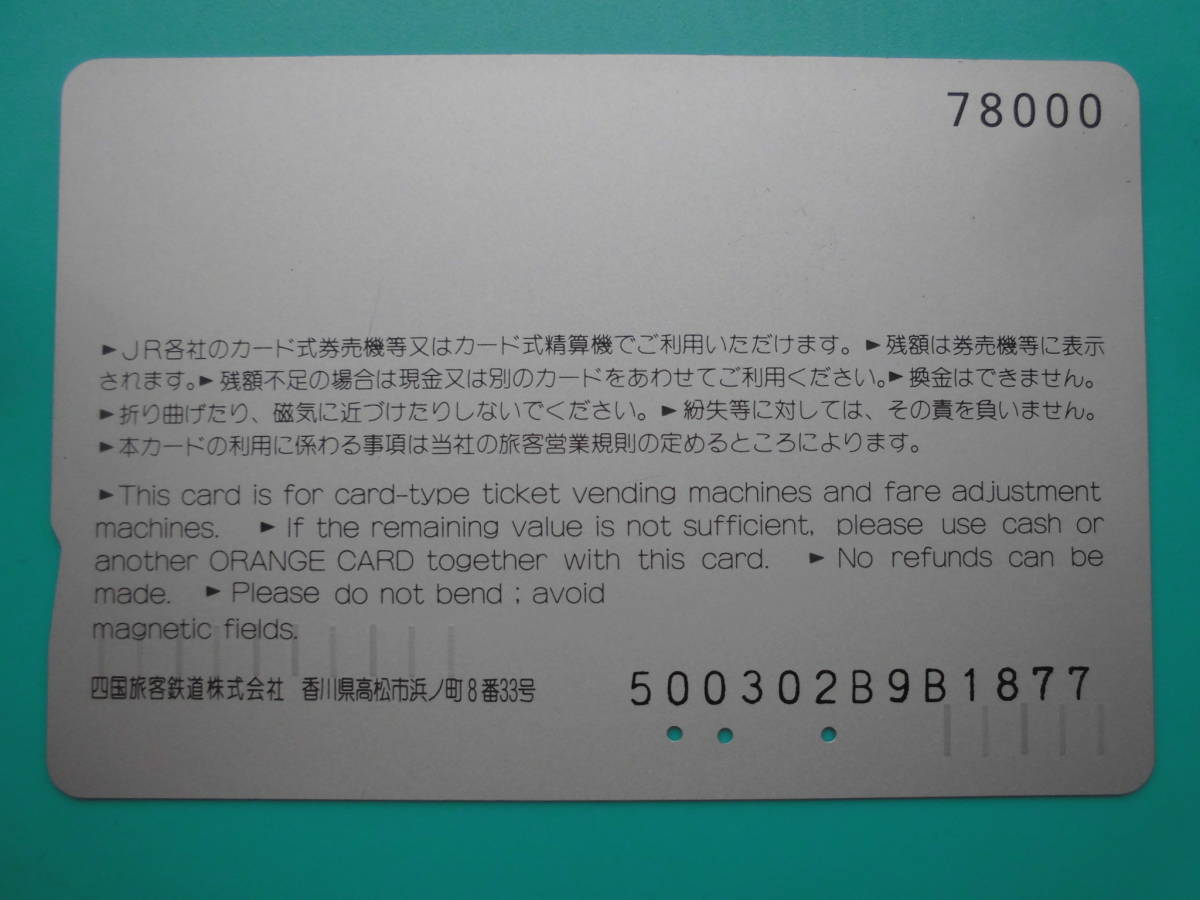 78000
►JR各社のカード式券売機等又はカード式精算機でご利用いただけます。►残額は券売機等に表示
されます。►残額不足の場合は現金又は別のカードをあわせてご利用ください。►換金はできません。
►折り曲げたり、磁気に近づけたりしないでください。►紛失等に対しては、その責を負いません。
►本カードの利用に係わる事項は当社の旅客営業規則の定めるところによります。
►This card is for card-type ticket vending machines and fare adjustment
machines. ►If the remaining value is not sufficient, please use cash or
another ORANGE CARD together with this card. ►No refunds can be
made. ►Please do not bend ; avoid
magnetic fields.
四国旅客鉄道株式会社 香川県高松市浜ノ町8番33号 500302B9B1877